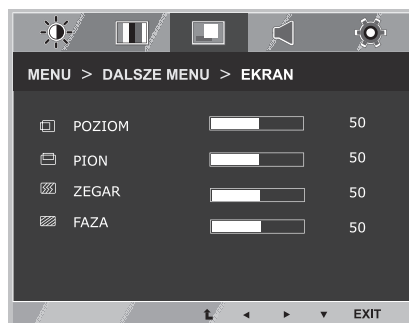 MENU > DALSZE MENU > EKRAN
POZIOM 50
PION 50
ZEGAR 50
FAZA 50
EXIT